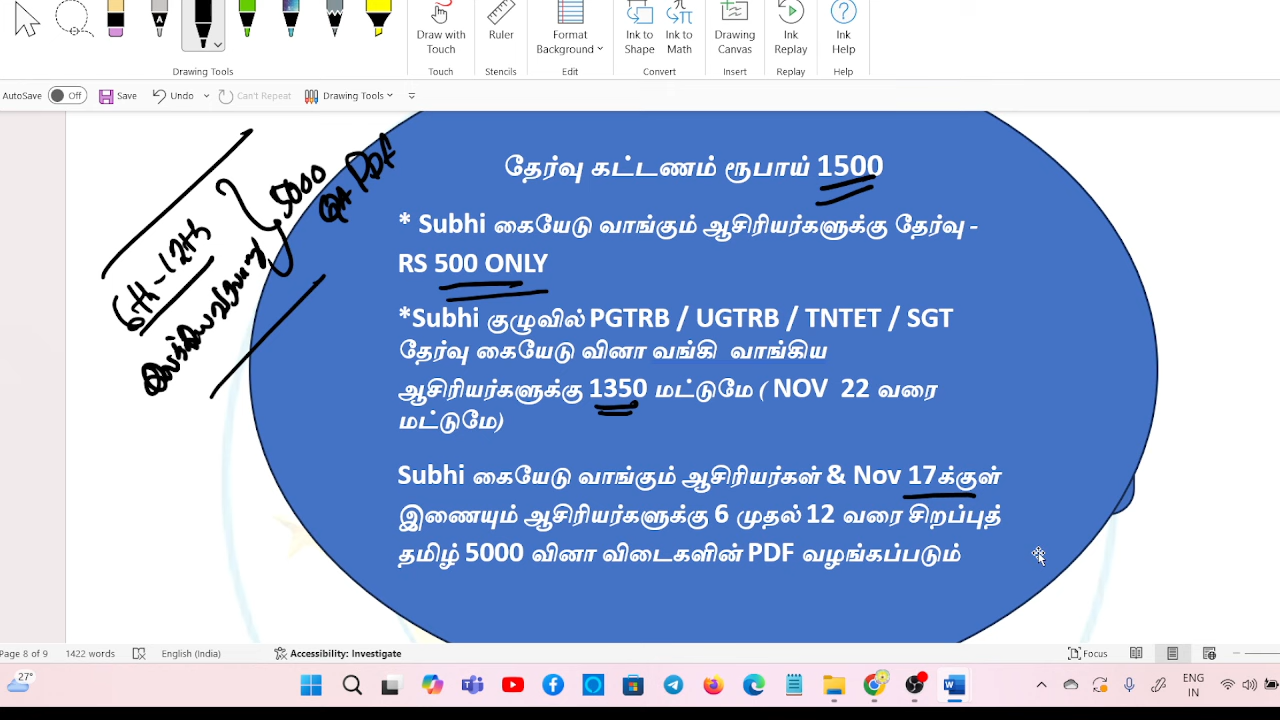 Draw with
Touch
Ruler
Format
Background
Ink to
Shape
Ink to
Math
Drawing
Canvas
Ink
Replay
Ink
Help
Drawing Tools
Touch
Stencils
Edit
Convert
Insert
Replay
Help
AutoSave Off Save Undo Can't Repeat Drawing Tools
தேர்வு கட்டணம் ரூபாய் 1500
* Subhi கையேடு வாங்கும் ஆசிரியர்களுக்கு தேர்வு -
RS 500 ONLY
*Subhi குழுவில் PGTRB / UGTRB / TNTET / SGT
தேர்வு கையேடு வினா வங்கி வாங்கிய
ஆசிரியர்களுக்கு 1350 மட்டுமே ( NOV 22 வரை
மட்டுமே)
Subhi கையேடு வாங்கும் ஆசிரியர்கள் & Nov 17க்குள்
இணையும் ஆசிரியர்களுக்கு 6 முதல் 12 வரை சிறப்புத்
தமிழ் 5000 வினா விடைகளின் PDF வழங்கப்படும்
6th-12th
5000
QA PDF
Page 8 of 9 1422 words English (India) Accessibility: Investigate Focus
27°
ENG
IN